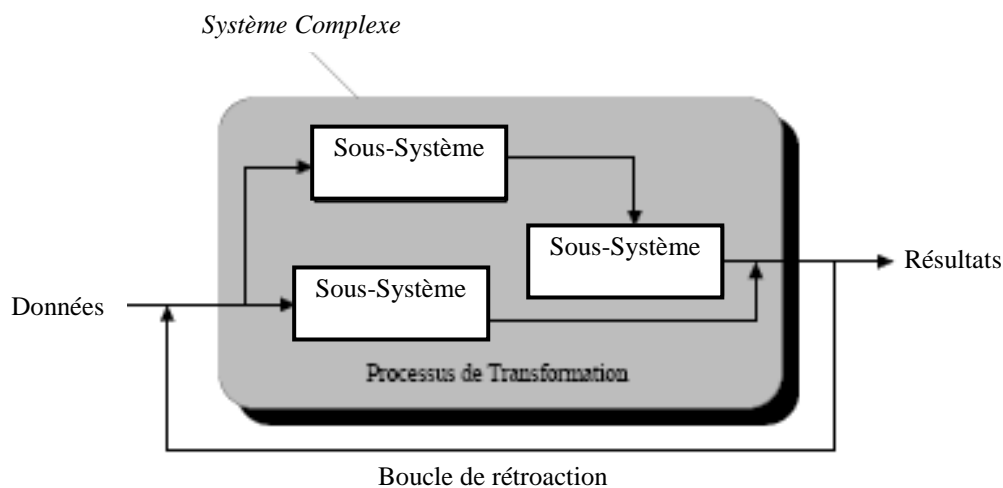 Système Complexe
Sous-Système
Sous-Système
Sous-Système
Résultats
Données
Processus de Transformation
Boucle de rétroaction